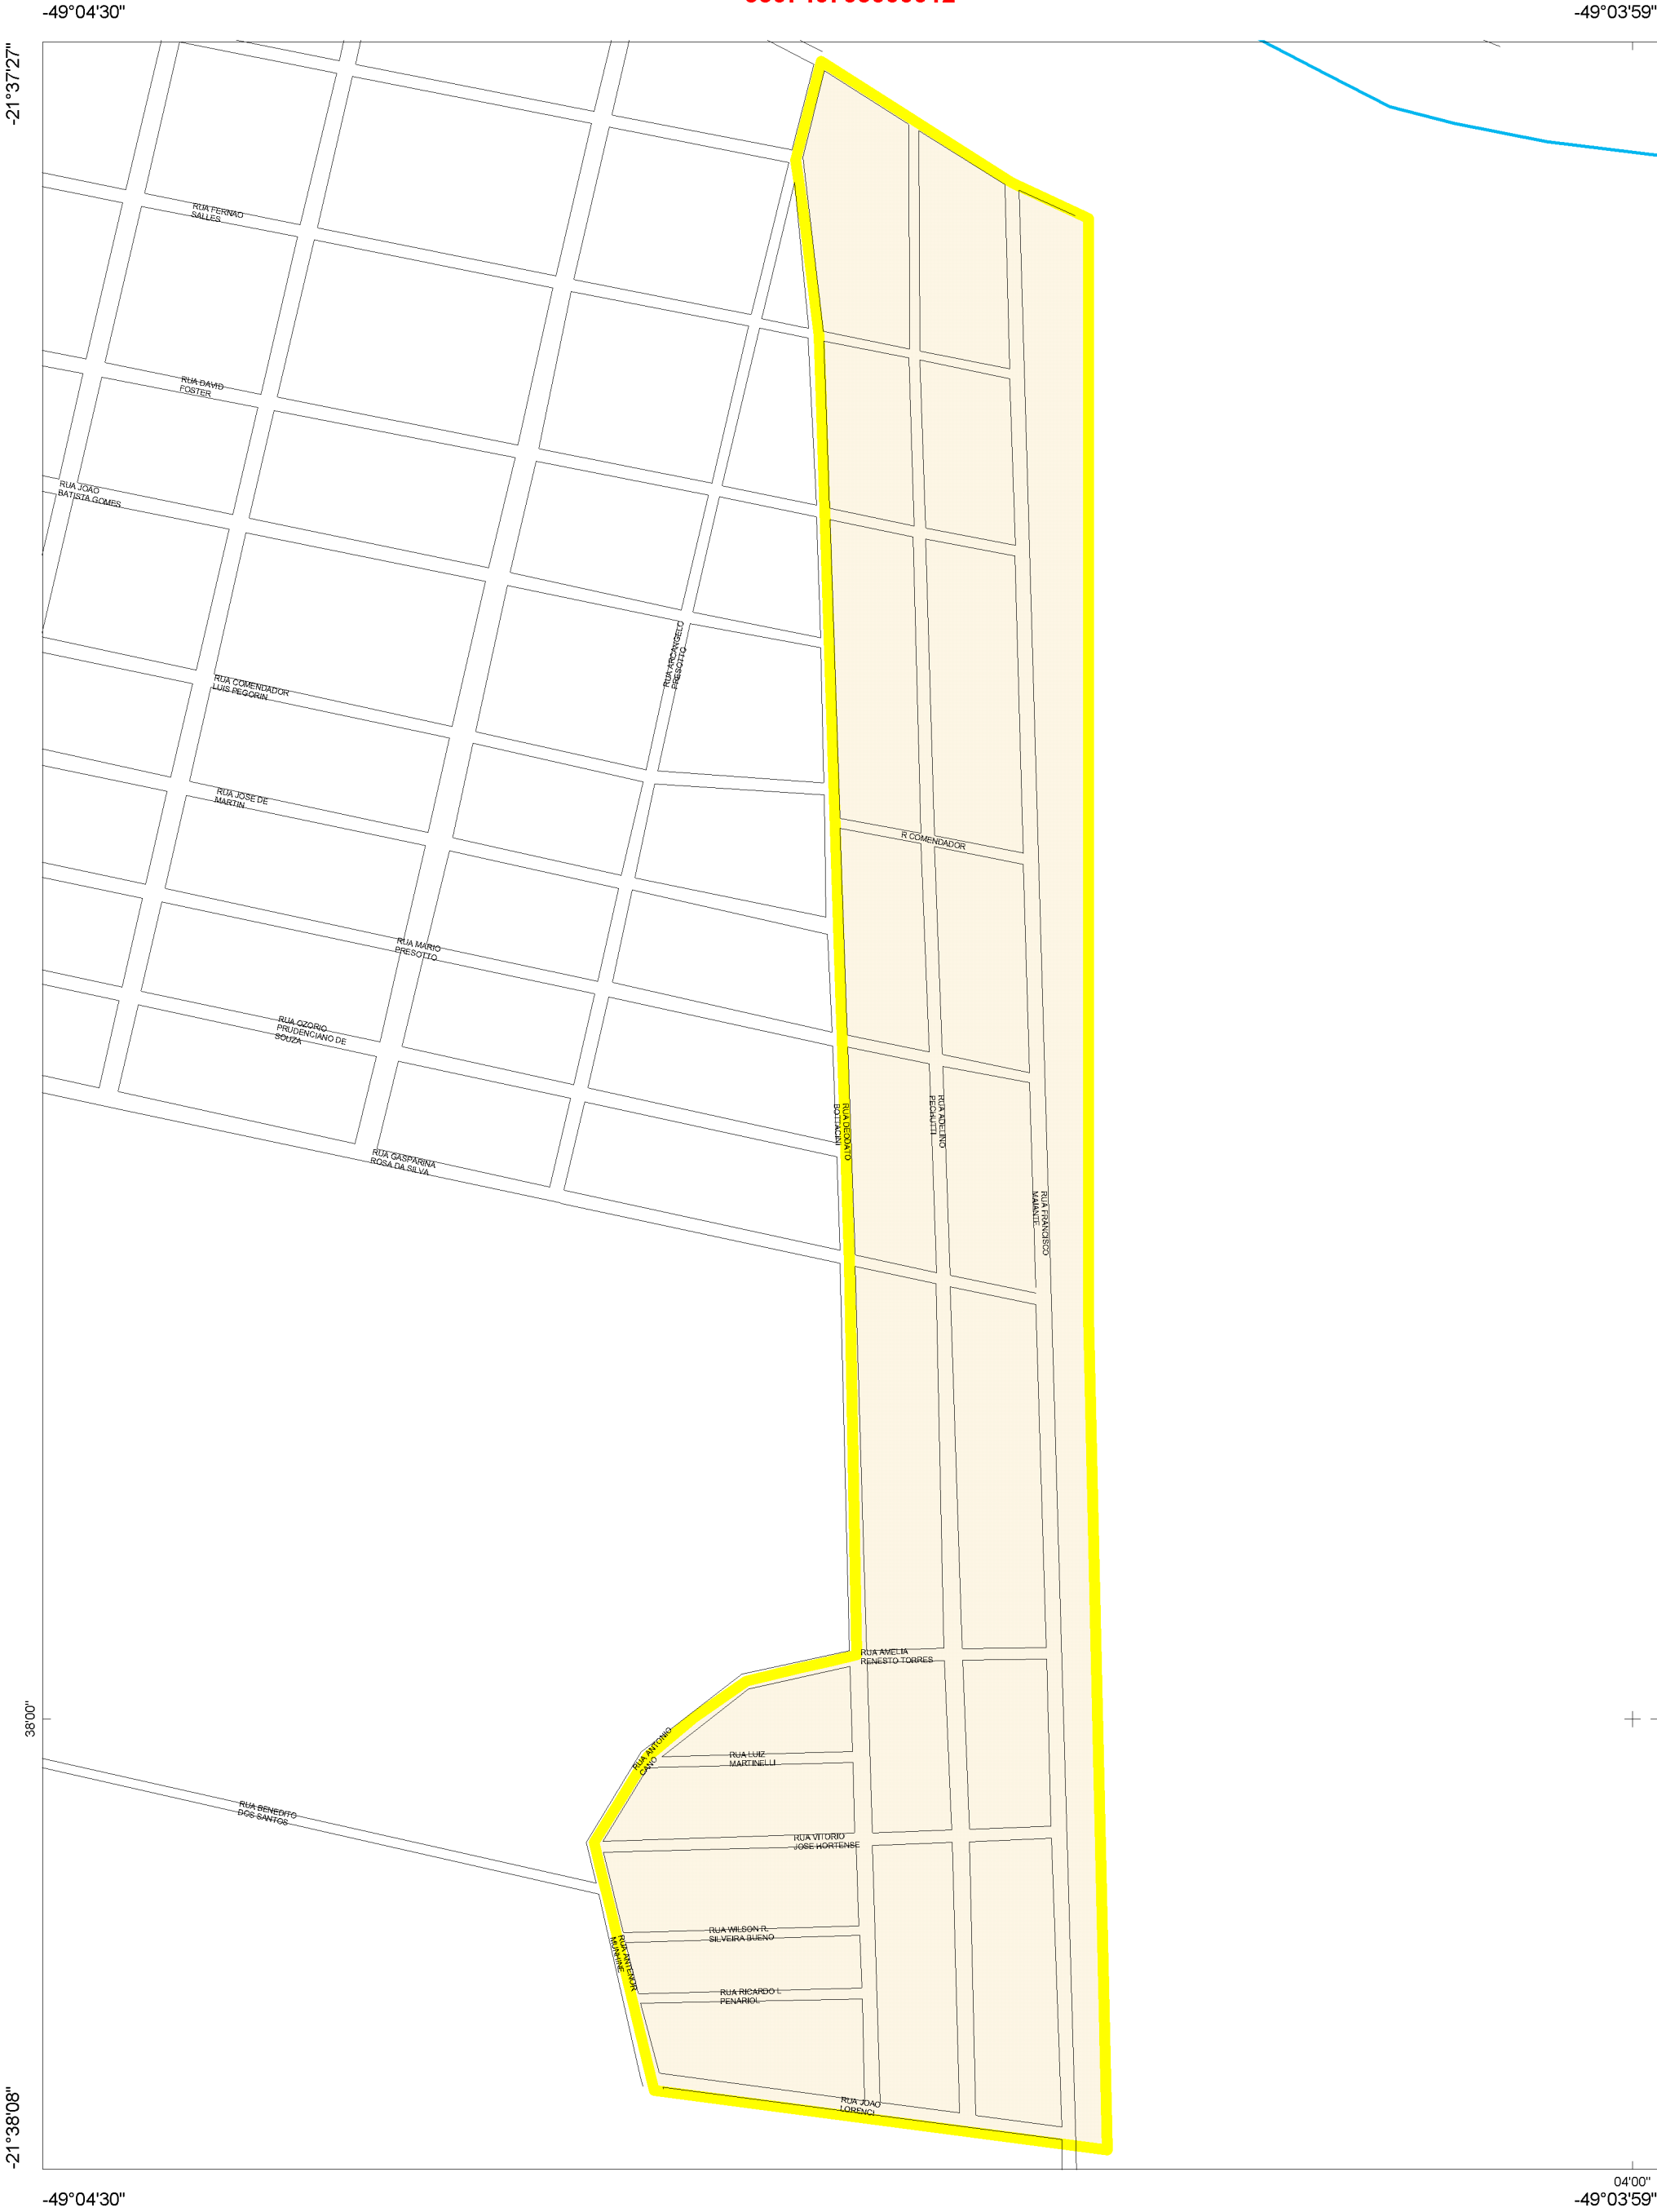 -49°04'30"
-49°03'59"
-21°37'27"
RUA FERNAO
SALLES
RUA DAVID
FOSTER
RUA JOAO
BATISTA GOMES
RUA ARCANGELO
PRESOTTO
RUA COMENDADOR
LUIS PEGORIN
RUA JOSE DE
MARTIN
R COMENDADOR
RUA MARIO
PRESOTTO
RUA OZORIO
PRUDENCIANO DE
SOUZA
RUA DEODATO
BOTTACINI
RUA ADELINO
PECHUTTI
RUA GASPARINA
ROSA DA SILVA
RUA FRANCISCO
MAIANTE
RUA AMELIA
RENESTO TORRES
38'00"
RUA ANTONIO
CANO
RUA LUIZ
MARTINELLI
RUA BENEDITO
DOS SANTOS
RUA VITORIO
JOSE HORTENSE
RUA WILSON R.
SILVEIRA BUENO
RUA ANTENOR
MUNHINE
RUA RICARDO L
PENARIOL
RUA JOAO
LORENCI
-21°38'08"
04'00"
-49°04'30"
-49°03'59"